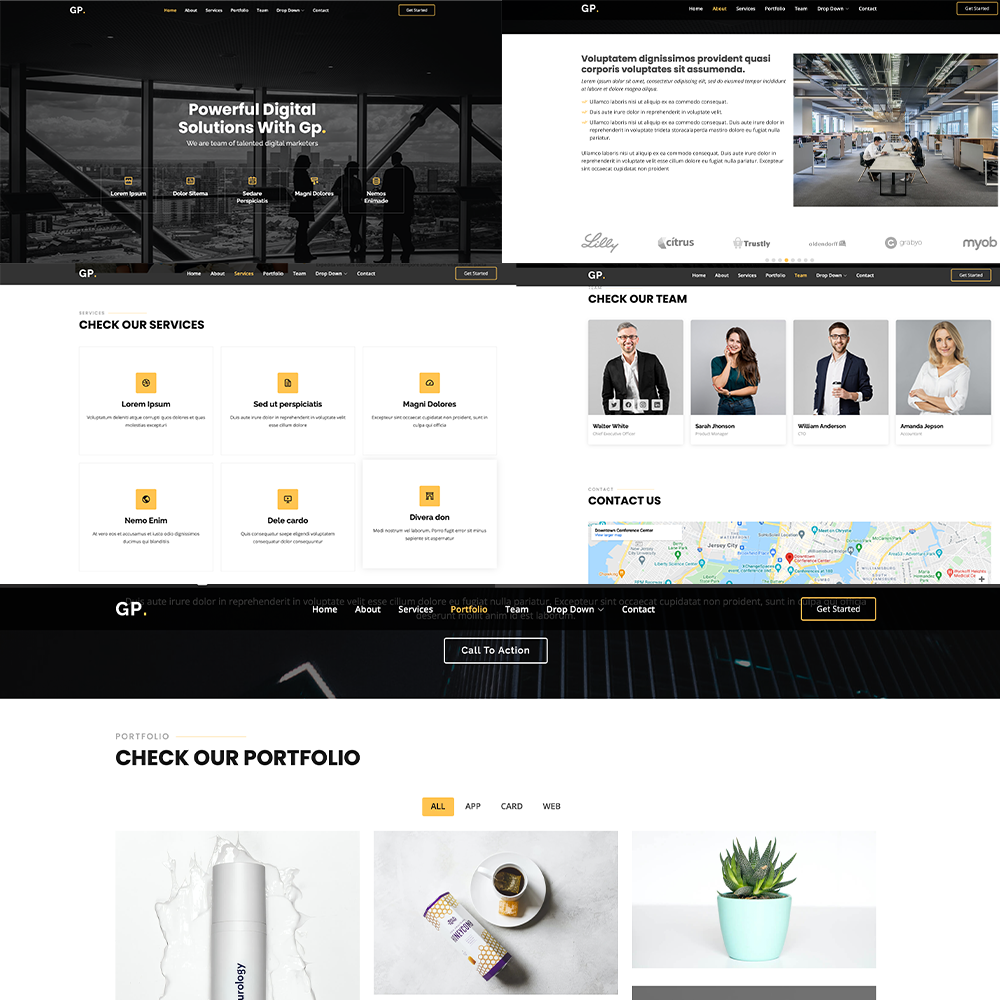 GP.
Home About Services Portfolio Team Drop Down Contact
Get Started
Powerful Digital
Solutions With Gp.
We are team of talented digital marketers
Lorem Ipsum
Dolor Sitema
Sedare
Perspiciatis
Magni Dolores
Nemos
Enimade
GP.
Home About Services Portfolio Team Drop Down Contact
Get Started
Voluptatem dignissimos provident quasi
corporis voluptates sit assumenda.
Lorem ipsum dolor sit amet, consectetur adipiscing elit, sed do eiusmod tempor incididunt
ut labore et dolore magna aliqua.
Ullamco laboris nisi ut aliquip ex ea commodo consequat.
Duis aute irure dolor in reprehenderit in voluptate velit.
Ullamco laboris nisi ut aliquip ex ea commodo consequat. Duis aute irure dolor in
reprehenderit in voluptate trideta storacalaperda mastiro dolore eu fugiat nulla
pariatur.
Ullamco laboris nisi ut aliquip ex ea commodo consequat. Duis aute irure dolor in
reprehenderit in voluptate velit esse cillum dolore eu fugiat nulla pariatur. Excepteur
sint occaecat cupidatat non proident
Lilly
citrus
Trustly
oldendorff
grabyo
myob
GP.
Home About Services Portfolio Team Drop Down Contact
Get Started
SERVICES
CHECK OUR SERVICES
Lorem Ipsum
Voluptatum deleniti atque corrupti quos dolores et quas
molestias excepturi
Sed ut perspiciatis
Duis aute irure dolor in reprehenderit in voluptate velit
esse cillum dolore
Magni Dolores
Excepteur sint occaecat cupidatat non proident, sunt in
culpa qui officia
Nemo Enim
At vero eos et accusamus et iusto odio dignissimos
ducimus qui blanditiis
Dele cardo
Quis consequatur saepe eligendi voluptatem
consequatur dolor consequuntur
Divera don
Modi nostrum vel laborum. Porro fugit error sit minus
sapiente sit aspernatur
GP.
Home About Services Portfolio Team Drop Down Contact
Get Started
CHECK OUR TEAM
Walter White
Chief Executive Officer
Sarah Jhonson
Product Manager
William Anderson
CTO
Amanda Jepson
Accountant
CONTACT
CONTACT US
Downtown Conference Center
View larger map
Jersey City
Liberty
State Park
Downtown
Conference Center
WILLIAMSBURG
Duis aute irure dolor in reprehenderit in voluptate velit esse cillum dolore eu fugiat nulla pariatur. Excepteur sint occaecat cupidatat non proident, sunt in culpa qui officia
deserunt mollit anim id est laborum.
GP.
Home About Services Portfolio Team Drop Down Contact
Get Started
Call To Action
PORTFOLIO
CHECK OUR PORTFOLIO
ALL APP CARD WEB
urology